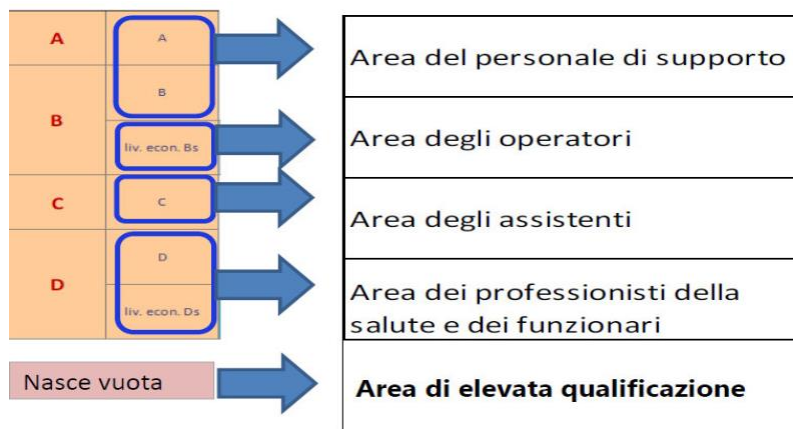 A
A
Area del personale di supporto
B
B
liv. econ. Bs
Area degli operatori
C
C
Area degli assistenti
D
D
liv. econ. Ds
Area dei professionisti della
salute e dei funzionari
Nasce vuota
Area di elevata qualificazione